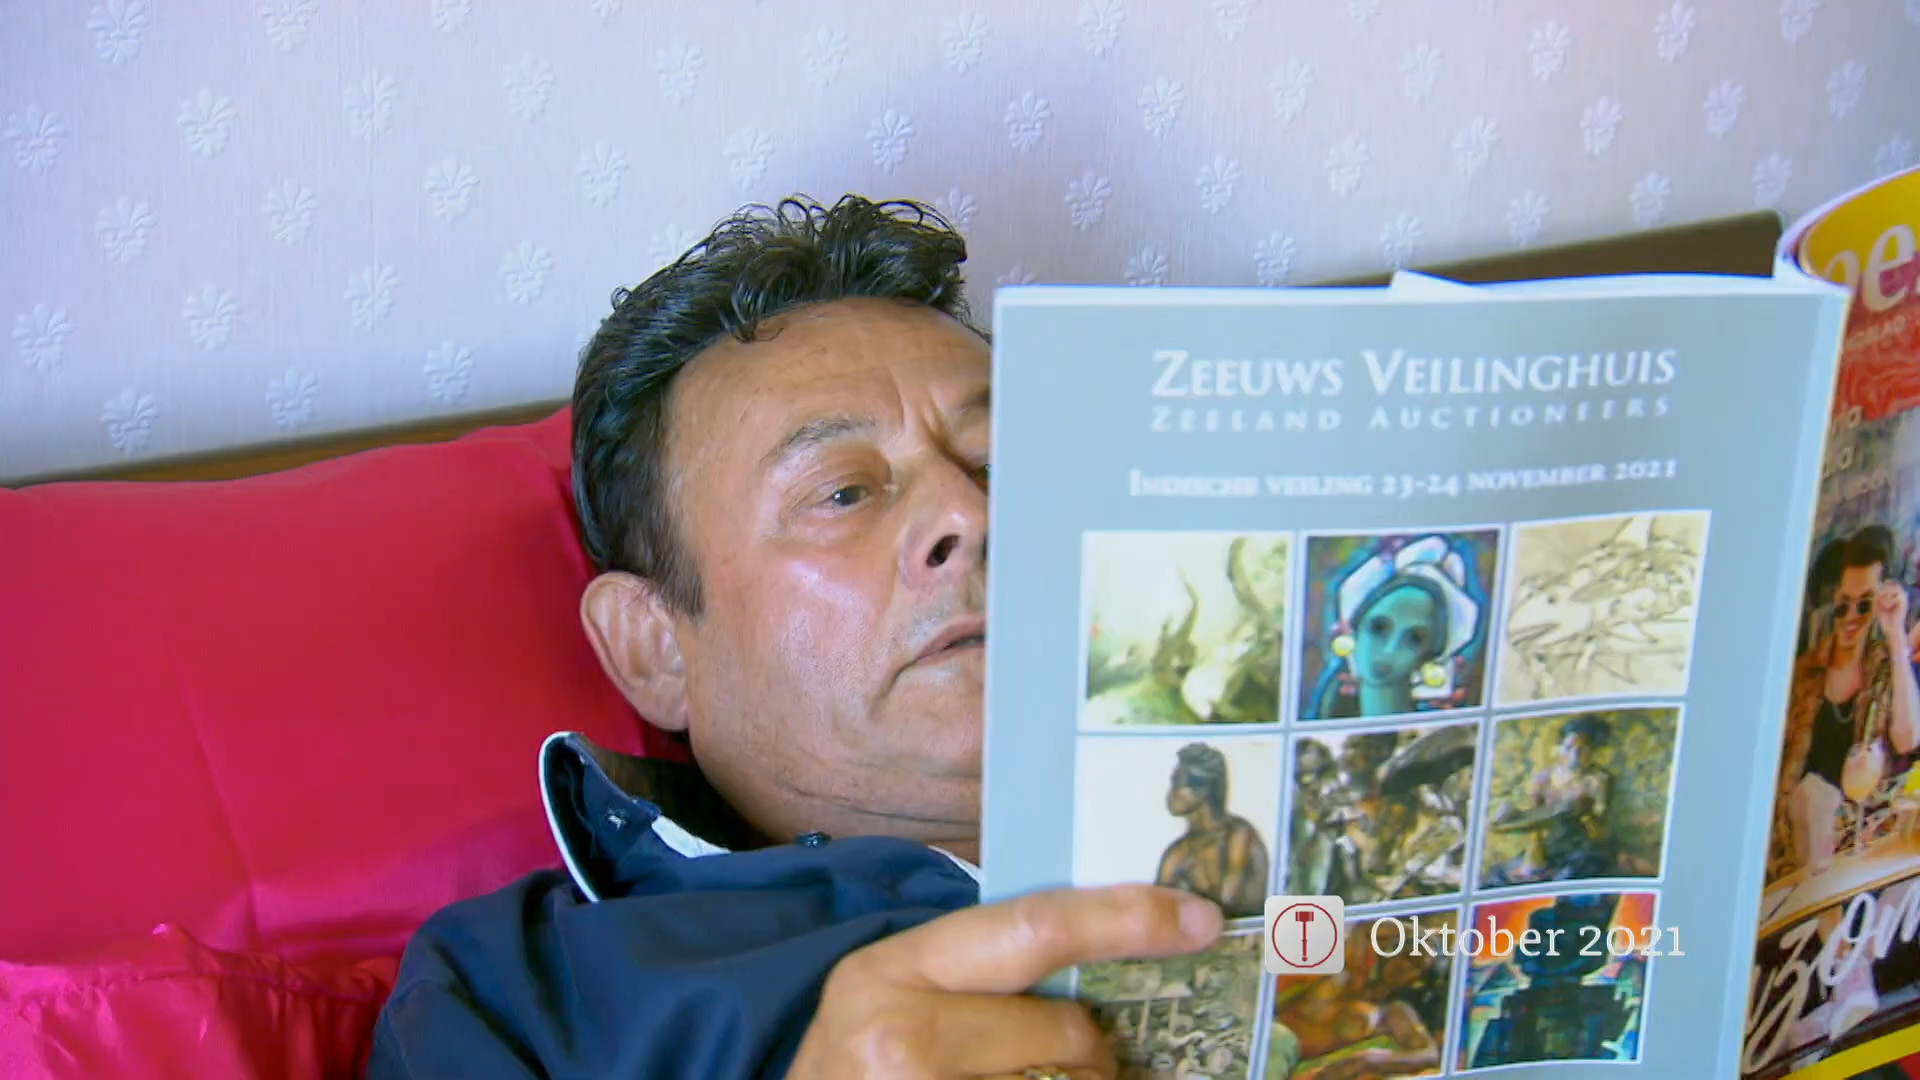 ZEEUWS VEILINGHUIS
ZEELAND AUCTIONEERS
INDISCHE VEILING 23-24 NOVEMBER 2021
Oktober 2021